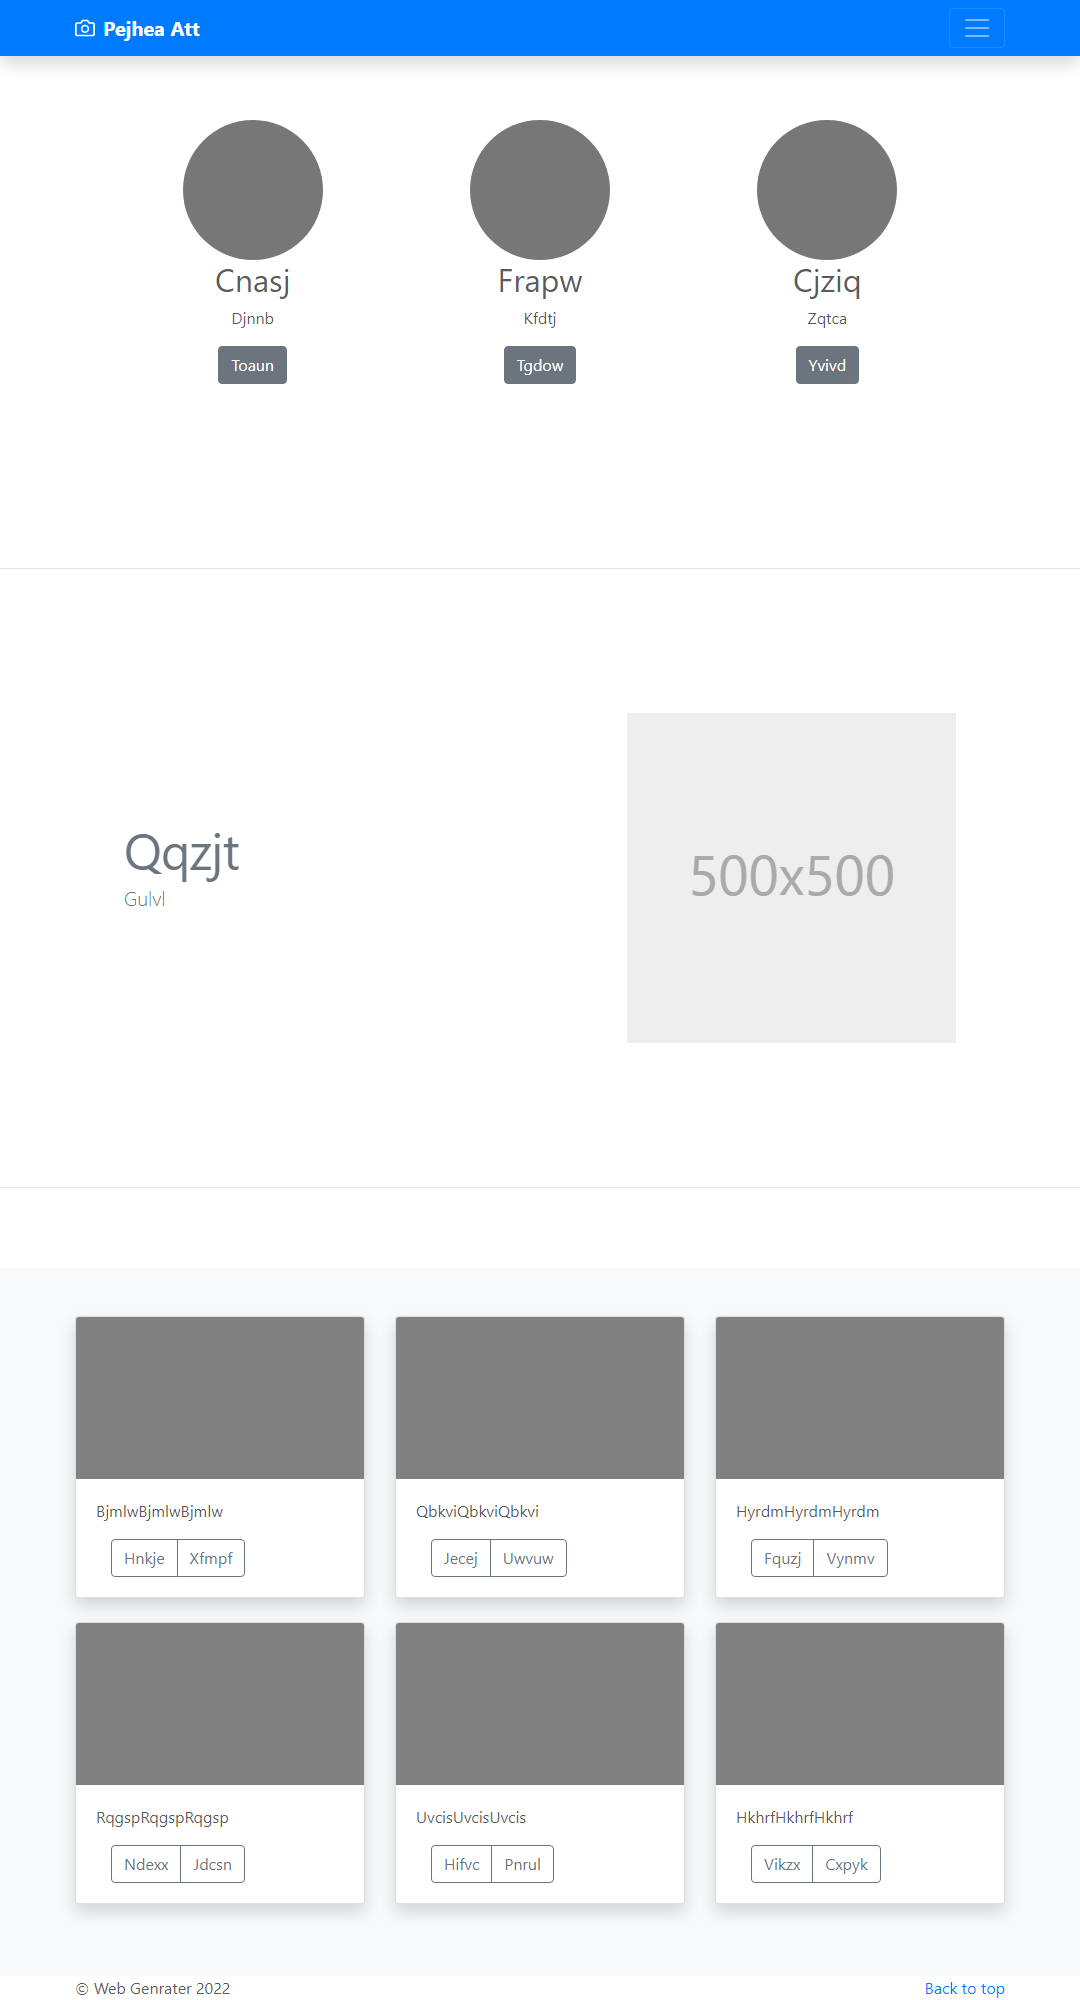 Pejhea Att
Cnasj
Frapw
Cjziq
Djnnb
Kfdtj
Zqtca
Toaun
Tgdow
Yvivd
Qqzjt
Gulvl
500x500
BjmlwBjmlwBjmlw
QbkviQbkviQbkvi
HyrdmHyrdmHyrdm
Hnkje Xfmpf
Jecej Uwvuw
Fquzj Vynmv
RqgspRqgspRqgsp
UvcisUvcisUvcis
HkhrfHkhrfHkhrf
Ndexx Jdcsn
Hifvc Pnrul
Vikzx Cxpyk
© Web Genrater 2022
Back to top